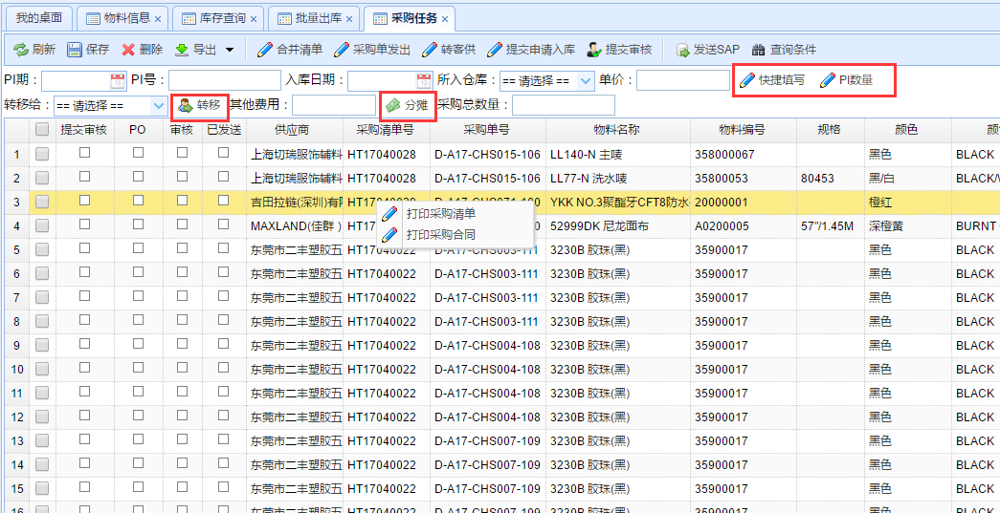 我的桌面 物料信息 × 库存查询 × 批量出库 × 采购任务 ×
刷新 保存 删除 导出 合并清单 采购单发出 转客供 提交申请入库 提交审核 发送SAP 查询条件
PI期： PI号： 入库日期： 所入仓库： == 请选择 == 单价： 快捷填写 PI数量
转移给： == 请选择 == 转移 其他费用： 分摊 采购总数量：
提交审核 PO 审核 已发送 供应商 采购清单号 采购单号 物料名称 物料编号 规格 颜色
1 上海切瑞服饰辅料 HT17040028 D-A17-CHS015-106 LL140-N 主唛 358000067 黑色 BLACK
2 上海切瑞服饰辅料 HT17040028 D-A17-CHS015-106 LL77-N 洗水唛 35800053 80453 黑/白 BLACK/
3 吉田拉链(深圳)有 YKK NO.3聚酯牙CFT8防水 20000001 橙红
打印采购清单
4 MAXLAND(佳群 ) 52999DK 尼龙面布 A0200005 57"/1.45M 深橙黄 BURNT
打印采购合同
5 东莞市二丰塑胶五 HT17040022 D-A17-CHS003-111 3230B 胶珠(黑) 35900017 黑色 BLACK
6 东莞市二丰塑胶五 HT17040022 D-A17-CHS003-111 3230B 胶珠(黑) 35900017 黑色 BLACK
7 东莞市二丰塑胶五 HT17040022 D-A17-CHS003-111 3230B 胶珠(黑) 35900017 黑色 BLACK
8 东莞市二丰塑胶五 HT17040022 D-A17-CHS003-111 3230B 胶珠(黑) 35900017 黑色 BLACK
9 东莞市二丰塑胶五 HT17040022 D-A17-CHS004-108 3230B 胶珠(黑) 35900017 黑色 BLACK
10 东莞市二丰塑胶五 HT17040022 D-A17-CHS004-108 3230B 胶珠(黑) 35900017 黑色 BLACK
11 东莞市二丰塑胶五 HT17040022 D-A17-CHS004-108 3230B 胶珠(黑) 35900017 黑色 BLACK
12 东莞市二丰塑胶五 HT17040022 D-A17-CHS004-108 3230B 胶珠(黑) 35900017 黑色 BLACK
13 东莞市二丰塑胶五 HT17040022 D-A17-CHS007-109 3230B 胶珠(黑) 35900017 黑色 BLACK
14 东莞市二丰塑胶五 HT17040022 D-A17-CHS007-109 3230B 胶珠(黑) 35900017 黑色 BLACK
15 东莞市二丰塑胶五 HT17040022 D-A17-CHS007-109 3230B 胶珠(黑) 35900017 黑色 BLACK